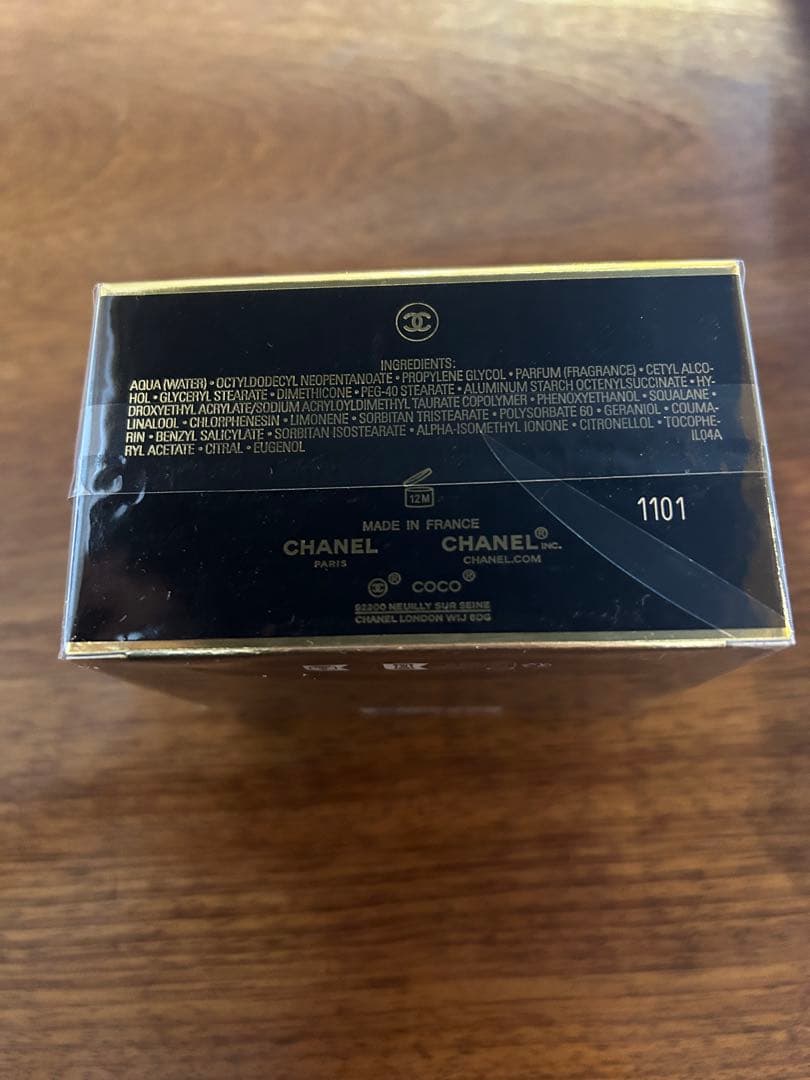 INGREDIENTS:
AQUA (WATER) • OCTYLDODECYL NEOPENTANOATE • PROPYLENE GLYCOL • PARFUM (FRAGRANCE) • CETYL ALCO-
HOL • GLYCERYL STEARATE • DIMETHICONE • PEG-40 STEARATE • ALUMINUM STARCH OCTENYLSUCCINATE • HY-
DROXYETHYL ACRYLATE/SODIUM ACRYLOYLDIMETHYL TAURATE COPOLYMER • PHENOXYETHANOL • SQUALANE •
LINALOOL • CHLORPHENESIN • LIMONENE • SORBITAN TRISTEARATE • POLYSORBATE 60 • GERANIOL • COUMA-
RIN • BENZYL SALICYLATE • SORBITAN ISOSTEARATE • ALPHA-ISOMETHYL IONONE • CITRONELLOL • TOCOPHE-
RYL ACETATE • CITRAL • EUGENOL
IL04A
12M
1101
MADE IN FRANCE
CHANEL CHANEL® INC.
PARIS CHANEL.COM
® COCO®
92200 NEUILLY SUR SEINE
CHANEL LONDON W1J 6DG